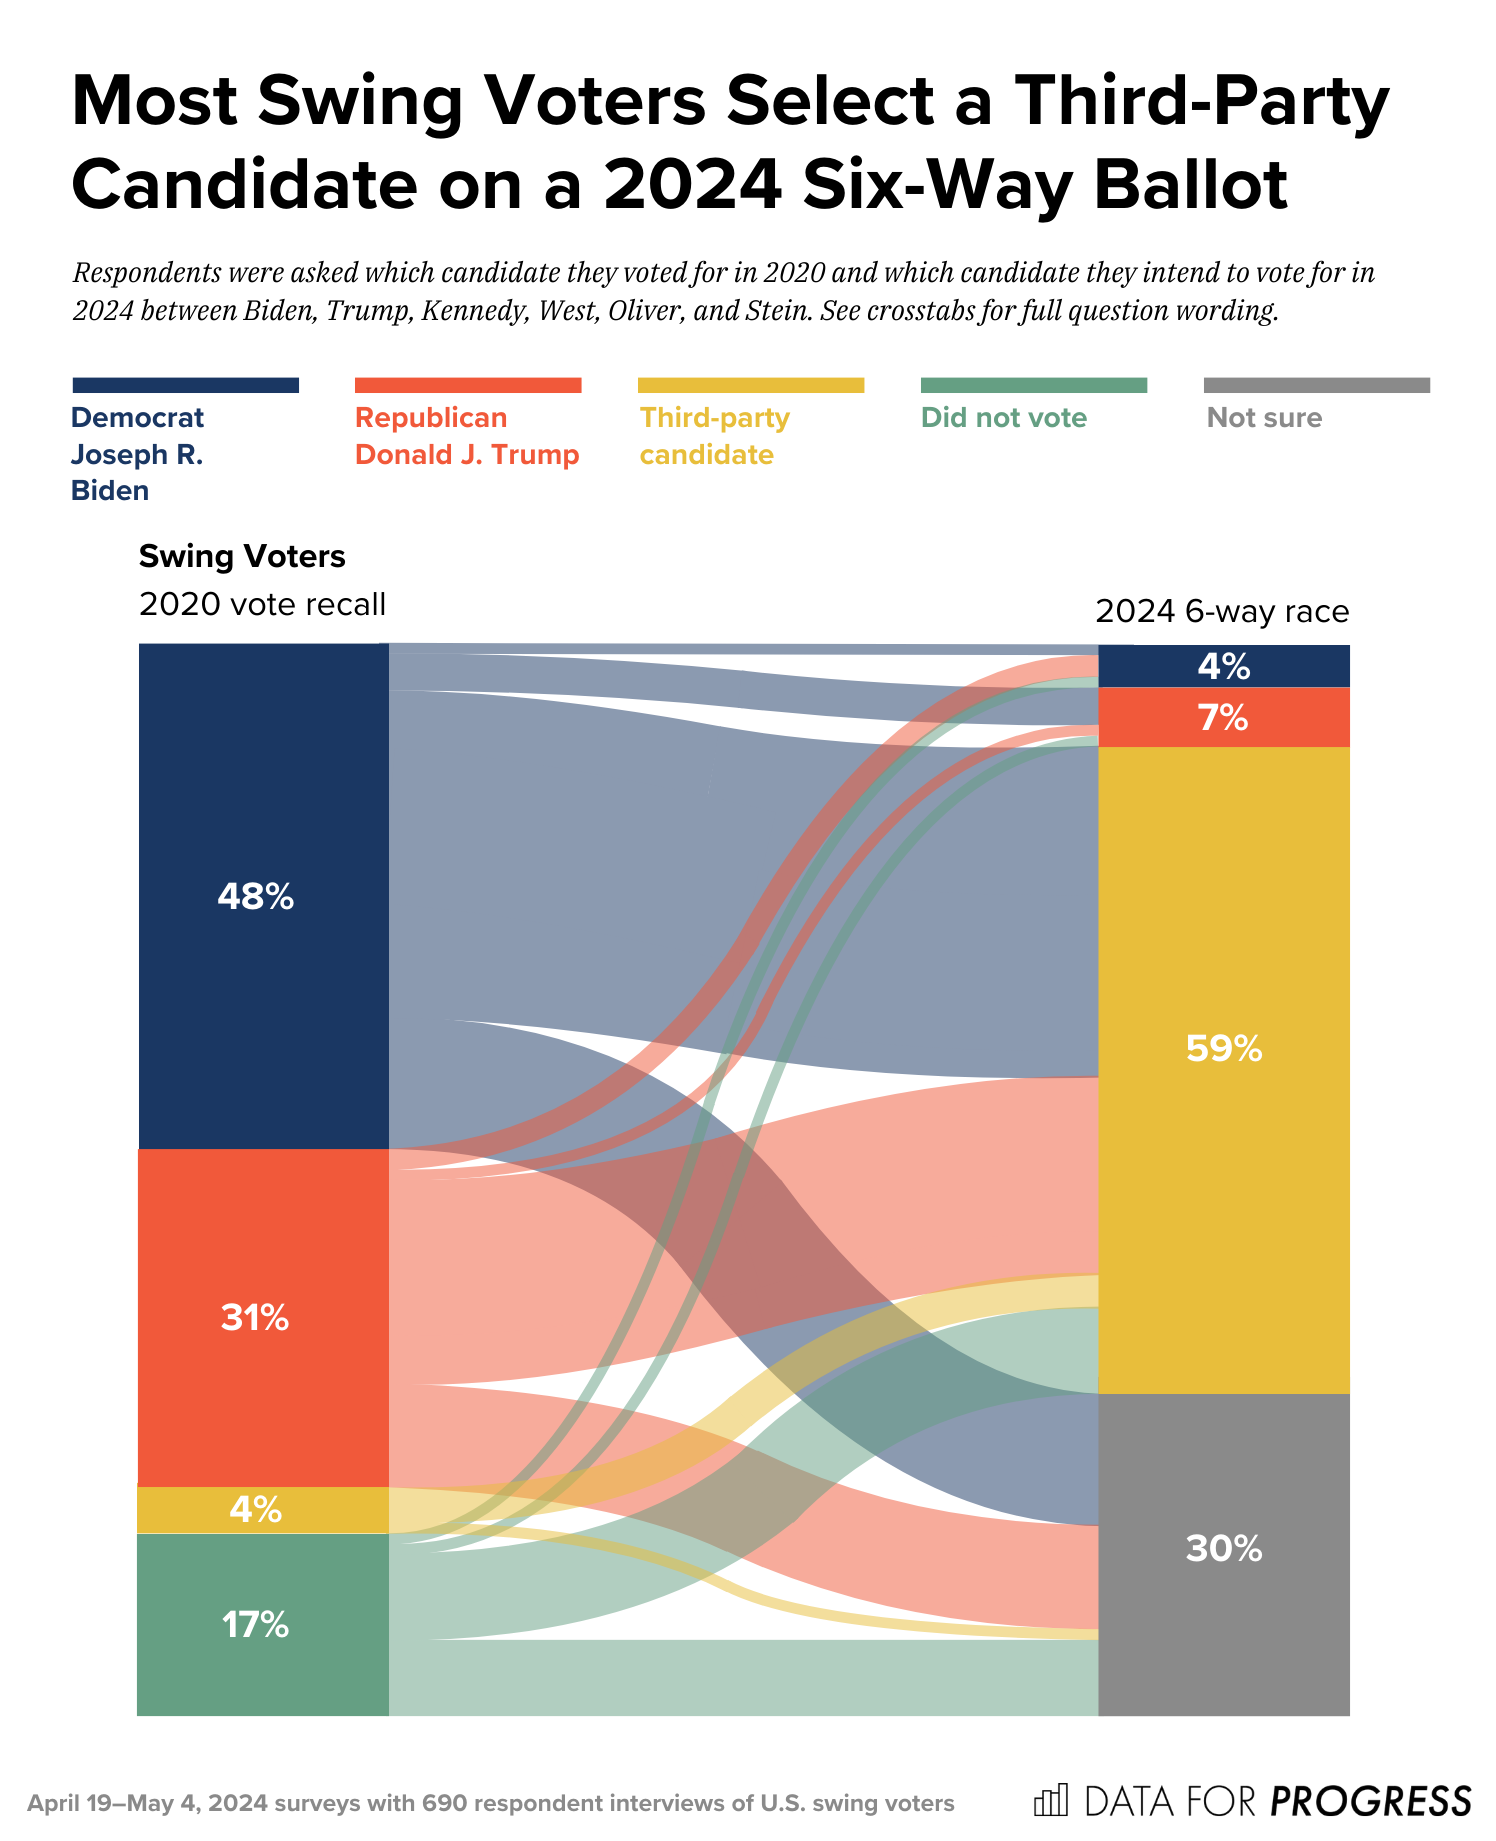 Most Swing Voters Select a Third-Party
Candidate on a 2024 Six-Way Ballot
Respondents were asked which candidate they voted for in 2020 and which candidate they intend to vote for in
2024 between Biden, Trump, Kennedy, West, Oliver, and Stein. See crosstabs for full question wording.
Democrat
Joseph R.
Biden
Republican
Donald J. Trump
Third-party
candidate
Did not vote
Not sure
Swing Voters
2020 vote recall
2024 6-way race
48%
31%
4%
17%
4%
7%
59%
30%
April 19–May 4, 2024 surveys with 690 respondent interviews of U.S. swing voters
DATA FOR PROGRESS